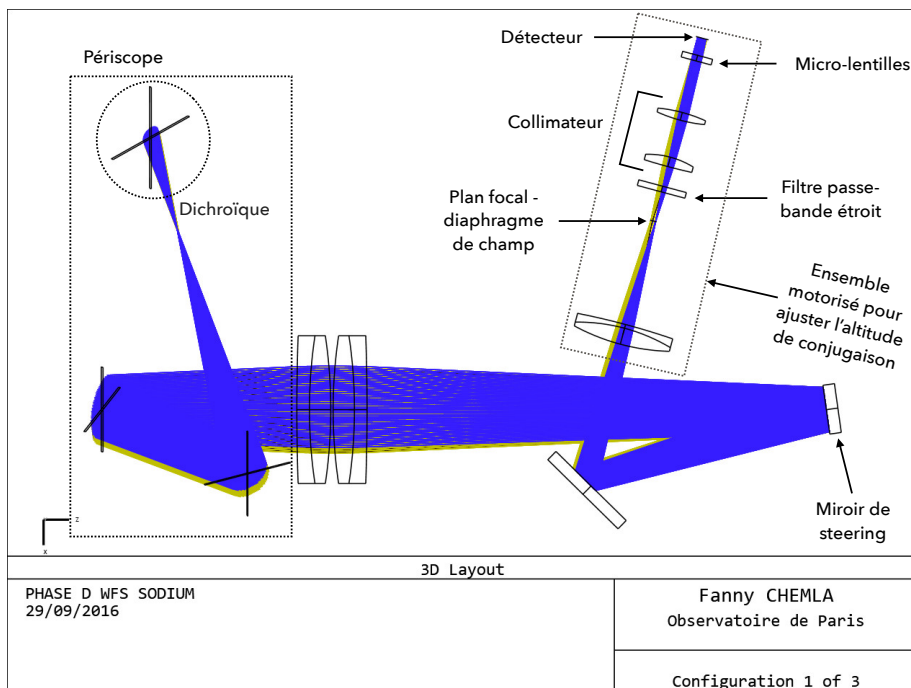 Périscope
Dichroïque
Détecteur
Micro-lentilles
Collimateur
Plan focal -
diaphragme
de champ
Filtre passe-
bande étroit
Ensemble
motorisé pour
ajuster l'altitude
de conjugaison
Miroir de
steering
z
x
3D Layout
PHASE D WFS SODIUM
29/09/2016
Fanny CHEMLA
Observatoire de Paris
Configuration 1 of 3